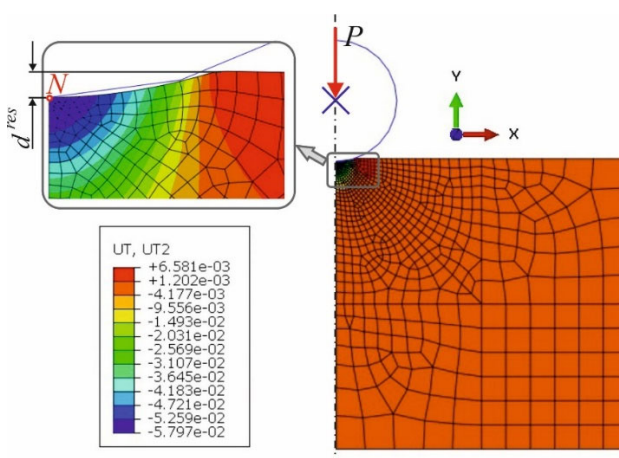 P
N
d res
Y
X
UT, UT2
+6.581e-03
+1.202e-03
-4.177e-03
-9.556e-03
-1.493e-02
-2.031e-02
-2.569e-02
-3.107e-02
-3.645e-02
-4.183e-02
-4.721e-02
-5.259e-02
-5.797e-02